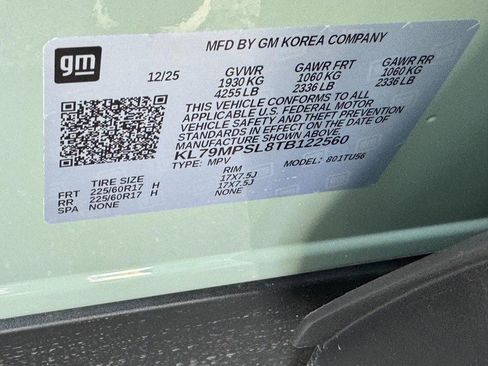 gm
MFD BY GM KOREA COMPANY
12/25 GVWR GAWR FRT GAWR RR
1930 KG 1060 KG 1060 KG
4255 LB 2336 LB 2336 LB
THIS VEHICLE CONFORMS TO ALL
APPLICABLE U.S. FEDERAL MOTOR
VEHICLE SAFETY AND THEFT PREVENTION
STANDARDS IN EFFECT ON THE DATE OF
MANUFACTURE SHOWN ABOVE.
KL79MPSL8TB122560
TYPE: MPV MODEL: 801TU56
TIRE SIZE RIM
FRT 225/60R17 H 17X7.5J
RR 225/60R17 H 17X7.5J
SPA NONE NONE